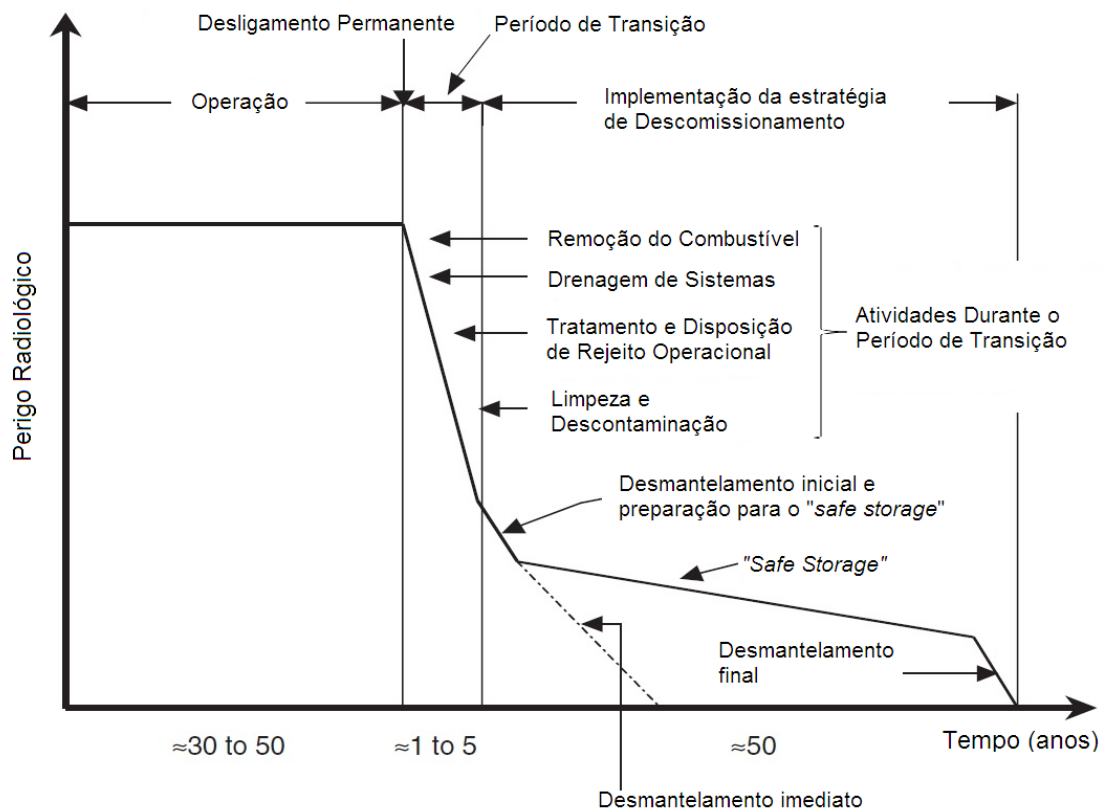 Desligamento Permanente
Período de Transição
Operação
Implementação da estratégia
de Descomissionamento
Perigo Radiológico
Remoção do Combustível
Drenagem de Sistemas
Tratamento e Disposição
de Rejeito Operacional
Limpeza e
Descontaminação
Atividades Durante o
Período de Transição
Desmantelamento inicial e
preparação para o "safe storage"
"Safe Storage"
Desmantelamento
final
≈30 to 50
≈1 to 5
≈50
Tempo (anos)
Desmantelamento imediato